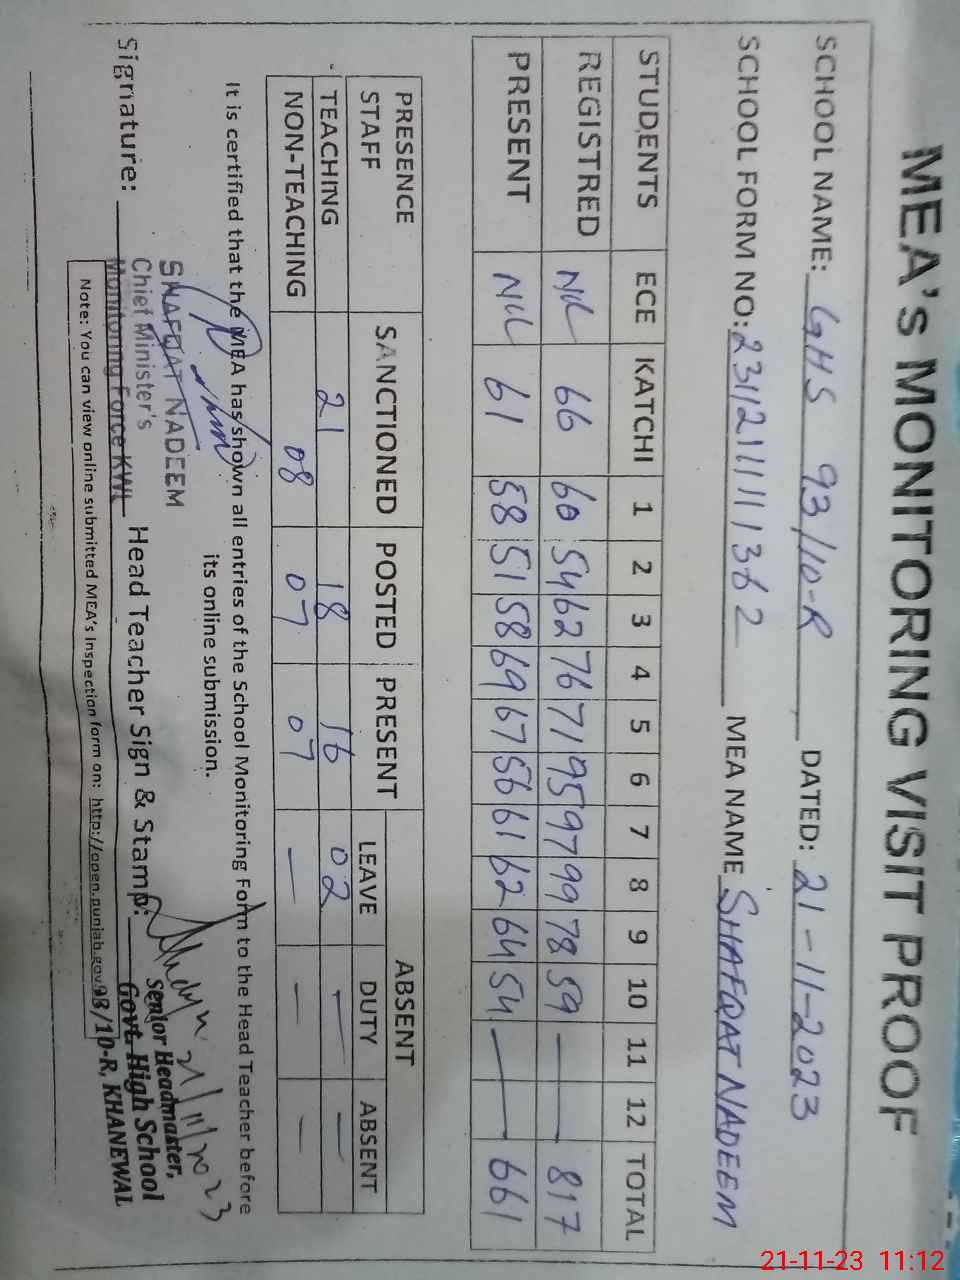 MEA's MONITORING VISIT PROOF
SCHOOL NAME: GHS 93/10-R DATED: 21-11-2023
SCHOOL FORM NO: MEA NAME SHAFQAT NADEEM
STUDENTS ECE KATCHI 1 2 3 4 5 6 7 8 9 10 11 12 TOTAL
REGISTRED NIL 66 60 54 62 76 71 95 97 99 78 59 — — 817
PRESENT NIL 61 58 51 58 69 67 56 61 62 64 54 — — 661
PRESENCE STAFF SANCTIONED POSTED PRESENT ABSENT
LEAVE DUTY ABSENT
TEACHING 21 18 16 02 — —
NON-TEACHING 08 07 07 — — —
It is certified that the MEA has shown all entries of the School Monitoring Form to the Head Teacher before
its online submission.
SHAFQAT NADEEM
Chief Minister's
Monitoring Force KWL
Signature: Head Teacher Sign & Stamp:
21/11/2023
Senior Headmaster,
Govt. High School
93/10-R, KHANEWAL
Note: You can view online submitted MEA's Inspection form on: http://open.punjab.gov.
21-11-23 11:12